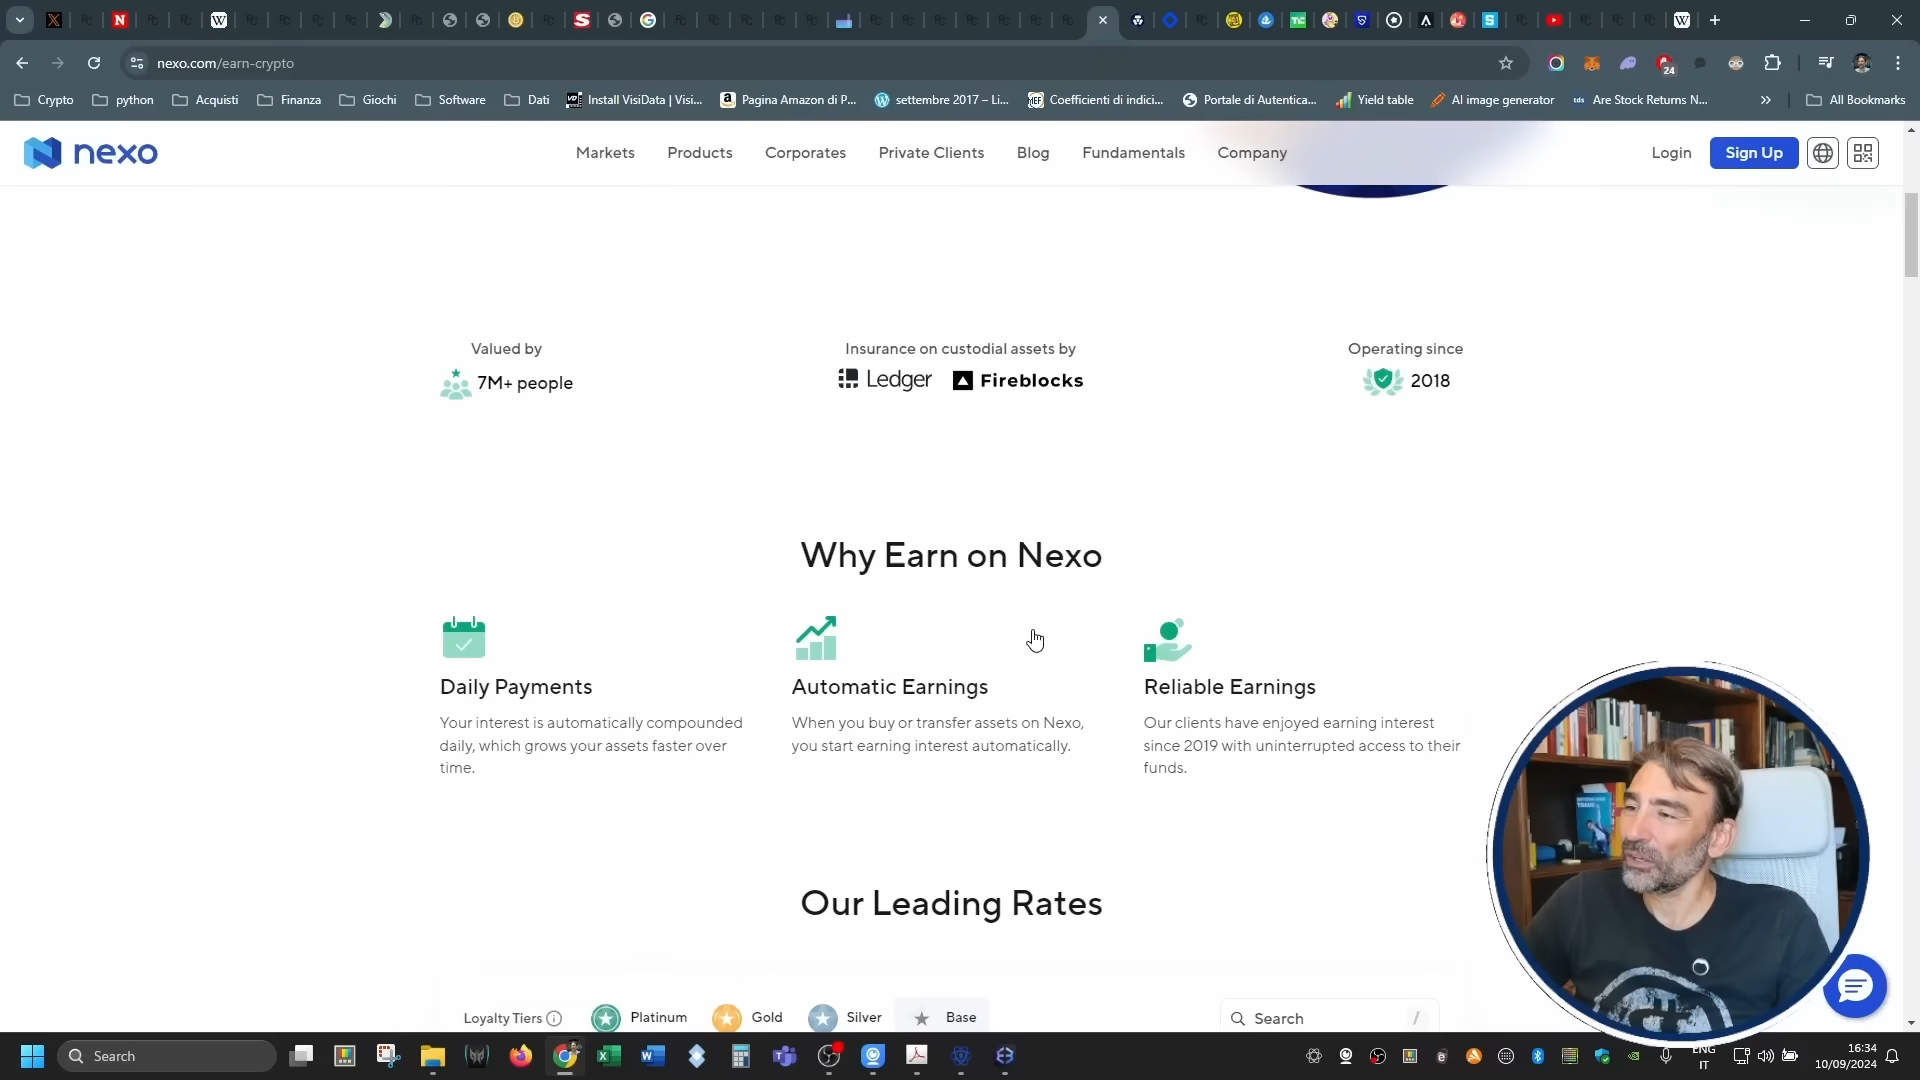 nexo.com/earn-crypto
24
Crypto
python
Acquisti
Finanza
Giochi
Software
Dati
Install VisiData | Visi...
Pagina Amazon di P...
settembre 2017 – Li...
Coefficienti di indici...
Portale di Autentica...
Yield table
AI image generator
Are Stock Returns N...
All Bookmarks
nexo
Markets
Products
Corporates
Private Clients
Blog
Fundamentals
Company
Login
Sign Up
Valued by
7M+ people
Insurance on custodial assets by
Ledger
Fireblocks
Operating since
2018
Why Earn on Nexo
Daily Payments
Your interest is automatically compounded
daily, which grows your assets faster over
time.
Automatic Earnings
When you buy or transfer assets on Nexo,
you start earning interest automatically.
Reliable Earnings
Our clients have enjoyed earning interest
since 2019 with uninterrupted access to their
funds.
Our Leading Rates
Loyalty Tiers
Platinum
Gold
Silver
Base
Search
/
Search
ENG
IT
16:34
10/09/2024